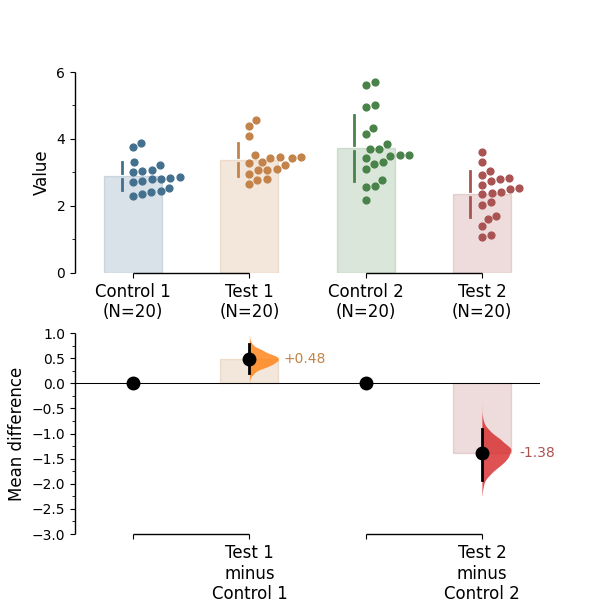 6
4
2
0
Value
Control 1
(N=20)
Test 1
(N=20)
Control 2
(N=20)
Test 2
(N=20)
1.0
0.5
0.0
−0.5
−1.0
−1.5
−2.0
−2.5
−3.0
Mean difference
+0.48
-1.38
Test 1
minus
Control 1
Test 2
minus
Control 2